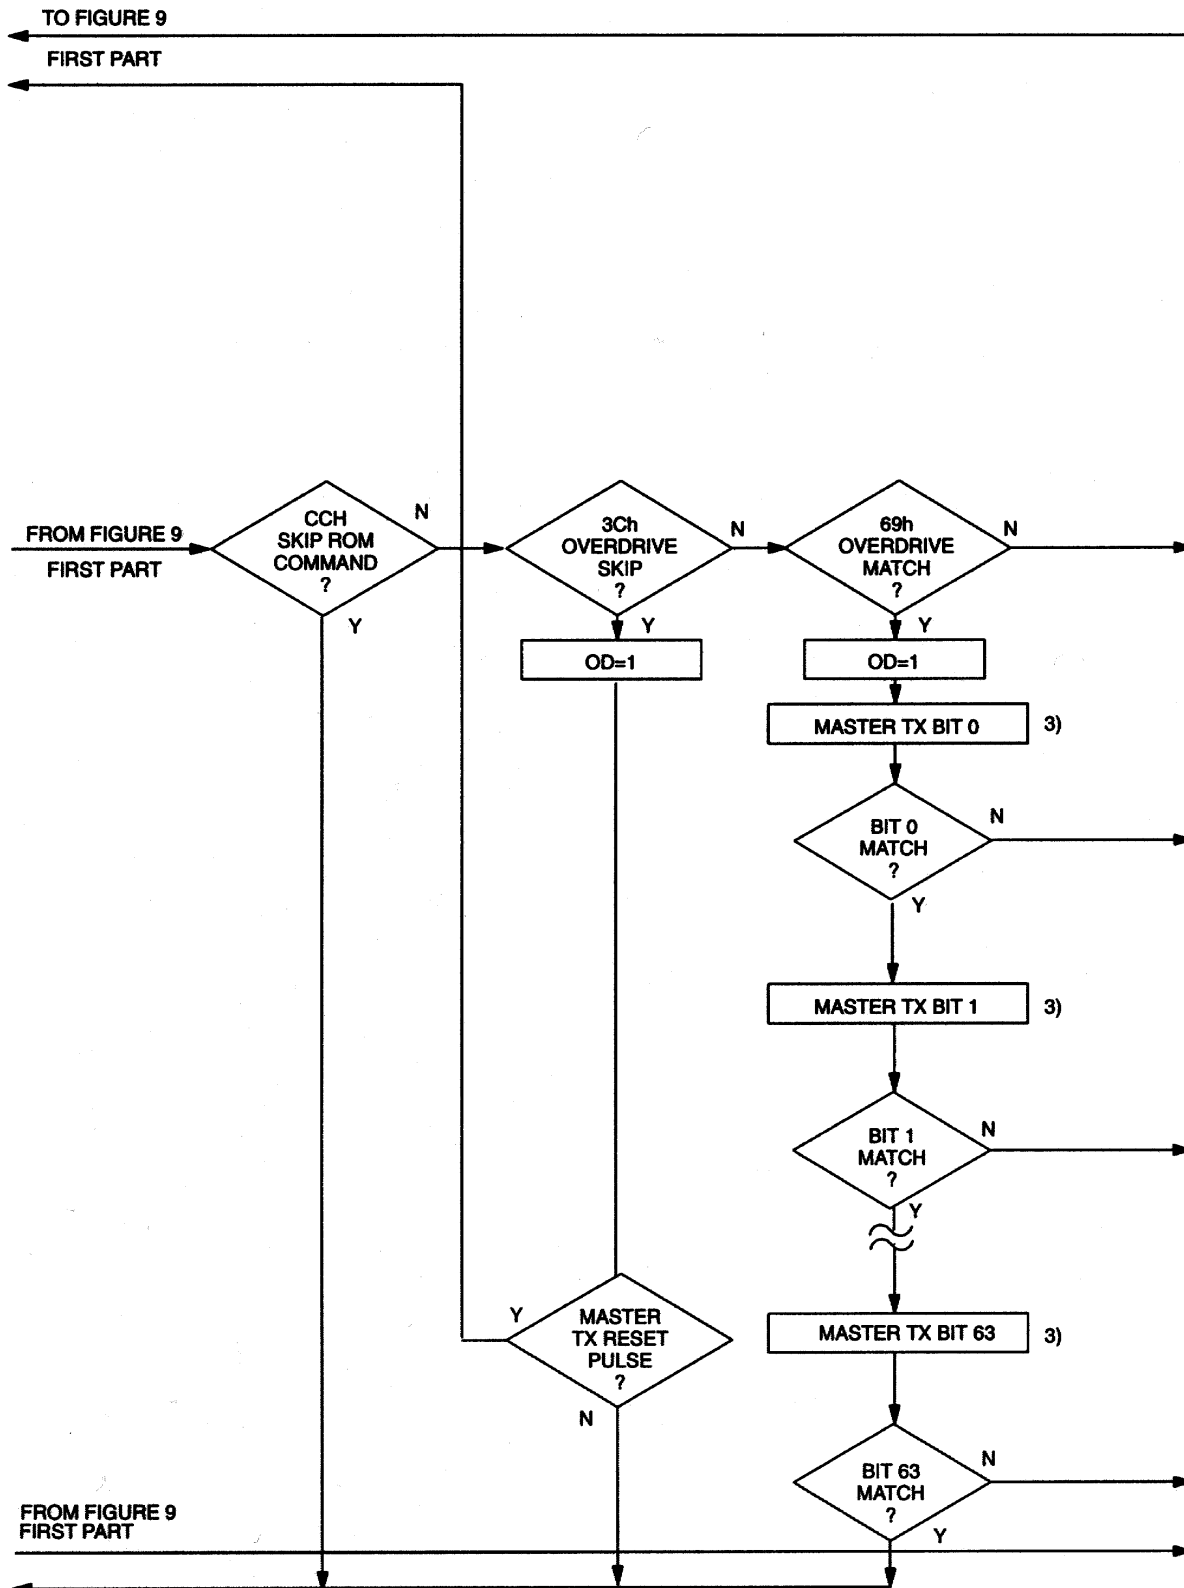 TO FIGURE 9
FIRST PART
FROM FIGURE 9
FIRST PART
CCH
SKIP ROM
COMMAND
?
N
Y
3Ch
OVERDRIVE
SKIP
?
N
Y
69h
OVERDRIVE
MATCH
?
N
Y
OD=1
OD=1
MASTER TX BIT 0
3)
BIT 0
MATCH
?
N
Y
MASTER TX BIT 1
3)
BIT 1
MATCH
?
N
Y
MASTER
TX RESET
PULSE
?
Y
N
MASTER TX BIT 63
3)
BIT 63
MATCH
?
N
Y
FROM FIGURE 9
FIRST PART